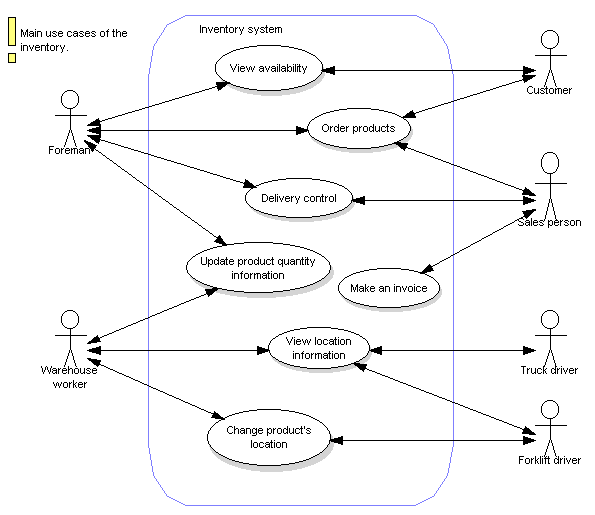 Main use cases of the
inventory.
Inventory system
View availability
Customer
Order products
Foreman
Delivery control
Sales person
Update product quantity
information
Make an invoice
View location
information
Warehouse
worker
Truck driver
Change product's
location
Forklift driver